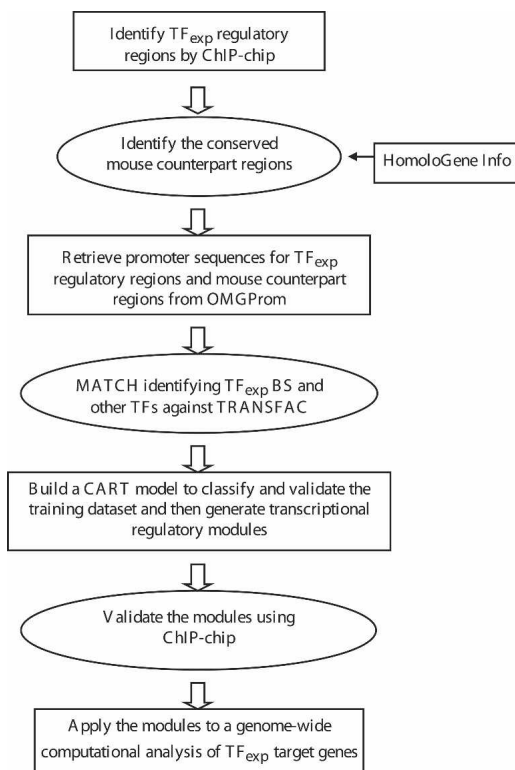 Identify TFexp regulatory
regions by ChIP-chip
Identify the conserved
mouse counterpart regions
HomoloGene Info
Retrieve promoter sequences for TFexp
regulatory regions and mouse counterpart
regions from OMGProm
MATCH identifying TFexp BS and
other TFs against TRANSFAC
Build a CART model to classify and validate the
training dataset and then generate transcriptional
regulatory modules
Validate the modules using
ChIP-chip
Apply the modules to a genome-wide
computational analysis of TFexp target genes